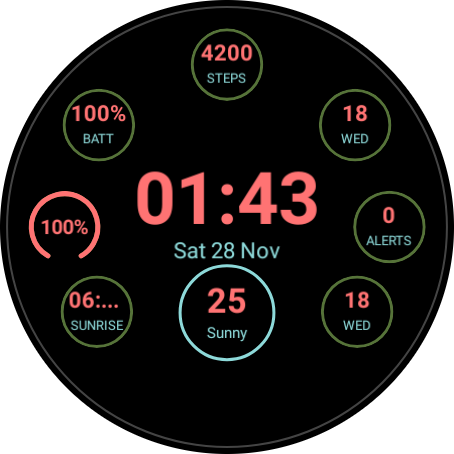 4200
STEPS
100%
BATT
18
WED
01:43
100%
0
ALERTS
Sat 28 Nov
06:...
SUNRISE
25
Sunny
18
WED